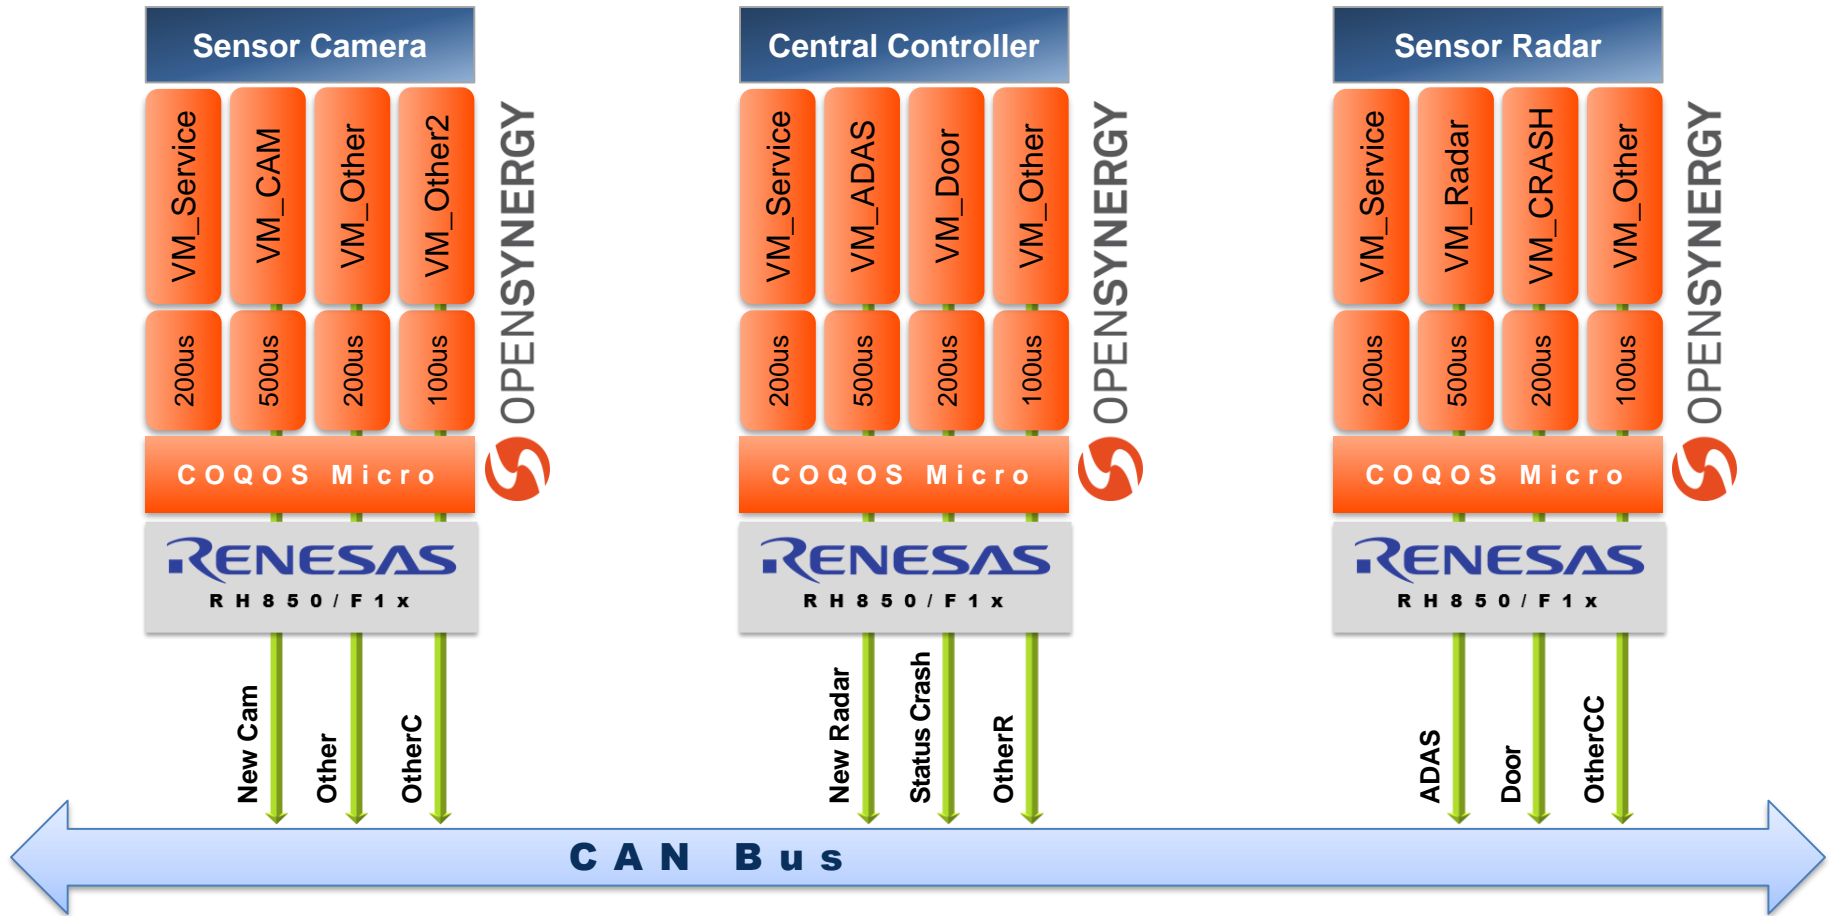 Sensor Camera
VM_Service
VM_CAM
VM_Other
VM_Other2
200us
500us
200us
100us
COQOS Micro
OPENSYNERGY
RENESAS
RH850/F1x
New Cam
Other
OtherC
Central Controller
VM_Service
VM_ADAS
VM_Door
VM_Other
200us
500us
200us
100us
COQOS Micro
OPENSYNERGY
RENESAS
RH850/F1x
New Radar
Status Crash
OtherR
Sensor Radar
VM_Service
VM_Radar
VM_CRASH
VM_Other
200us
500us
200us
100us
COQOS Micro
OPENSYNERGY
RENESAS
RH850/F1x
ADAS
Door
OtherCC
CAN Bus